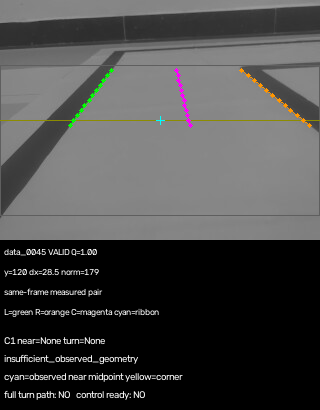 data_0045 VALID Q=1.00
y=120 dx=28.5 norm=179
same-frame measured pair
L=green R=orange C=magenta cyan=ribbon
C1 near=None turn=None
insufficient_observed_geometry
cyan=observed near midpoint yellow=corner
full turn path: NO control ready: NO